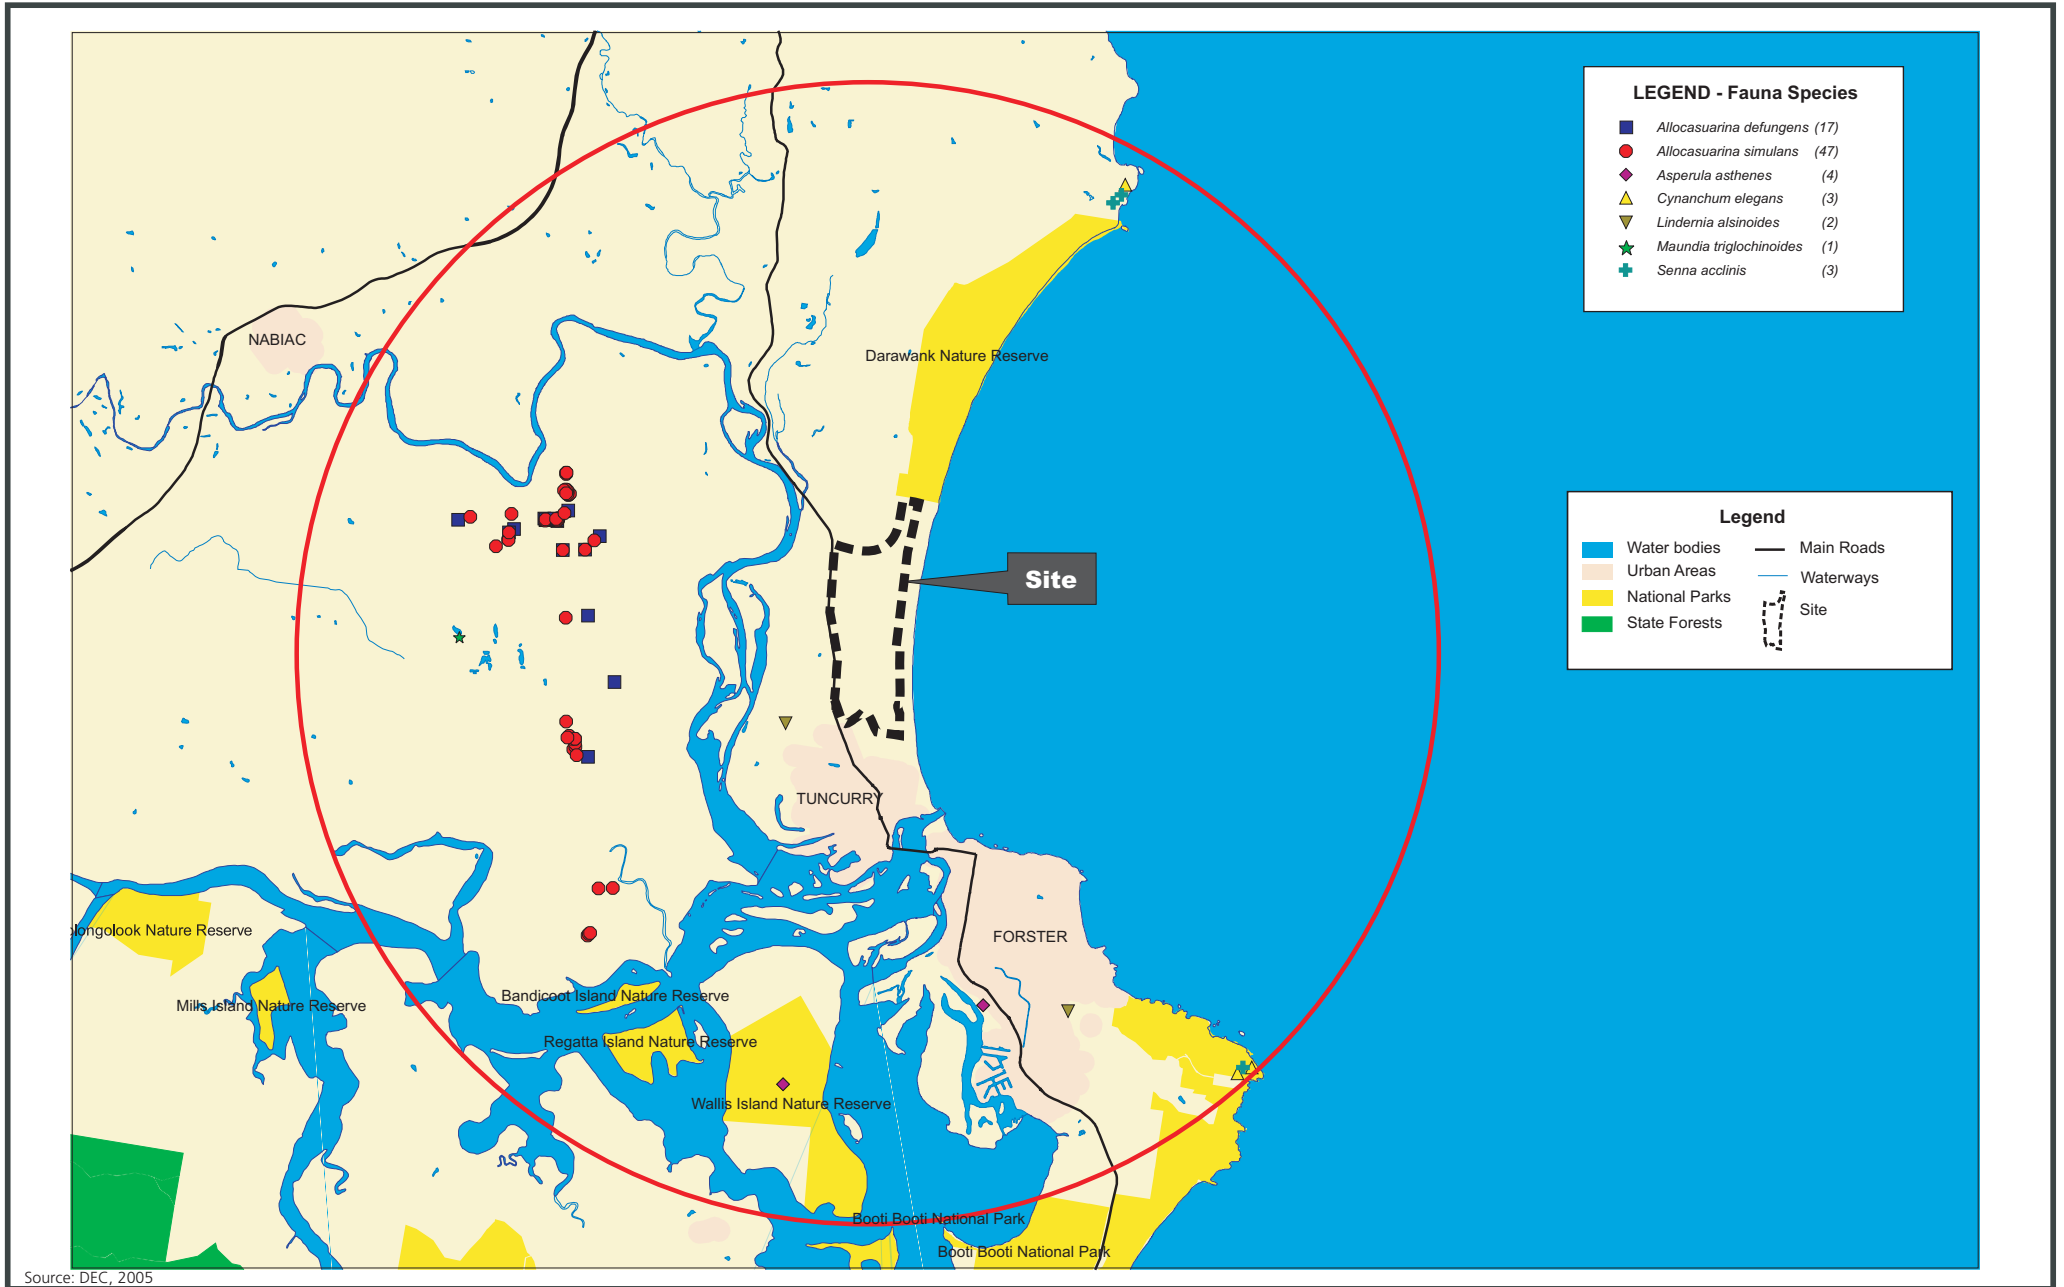 LEGEND - Fauna Species
Allocasuarina defungens (17)
Allocasuarina simulans (47)
Asperula asthenes (4)
Cynanchum elegans (3)
Lindernia alsinoides (2)
Maundia triglochinoides (1)
Senna acclinis (3)
NABIAC
Darawank Nature Reserve
Legend
Water bodies
Main Roads
Urban Areas
Waterways
National Parks
Site
State Forests
Site
TUNCURRY
FORSTER
longolook Nature Reserve
Mills Island Nature Reserve
Bandicoot Island Nature Reserve
Regatta Island Nature Reserve
Wallis Island Nature Reserve
Booti Booti National Park
Booti Booti National Park
Source: DEC, 2005